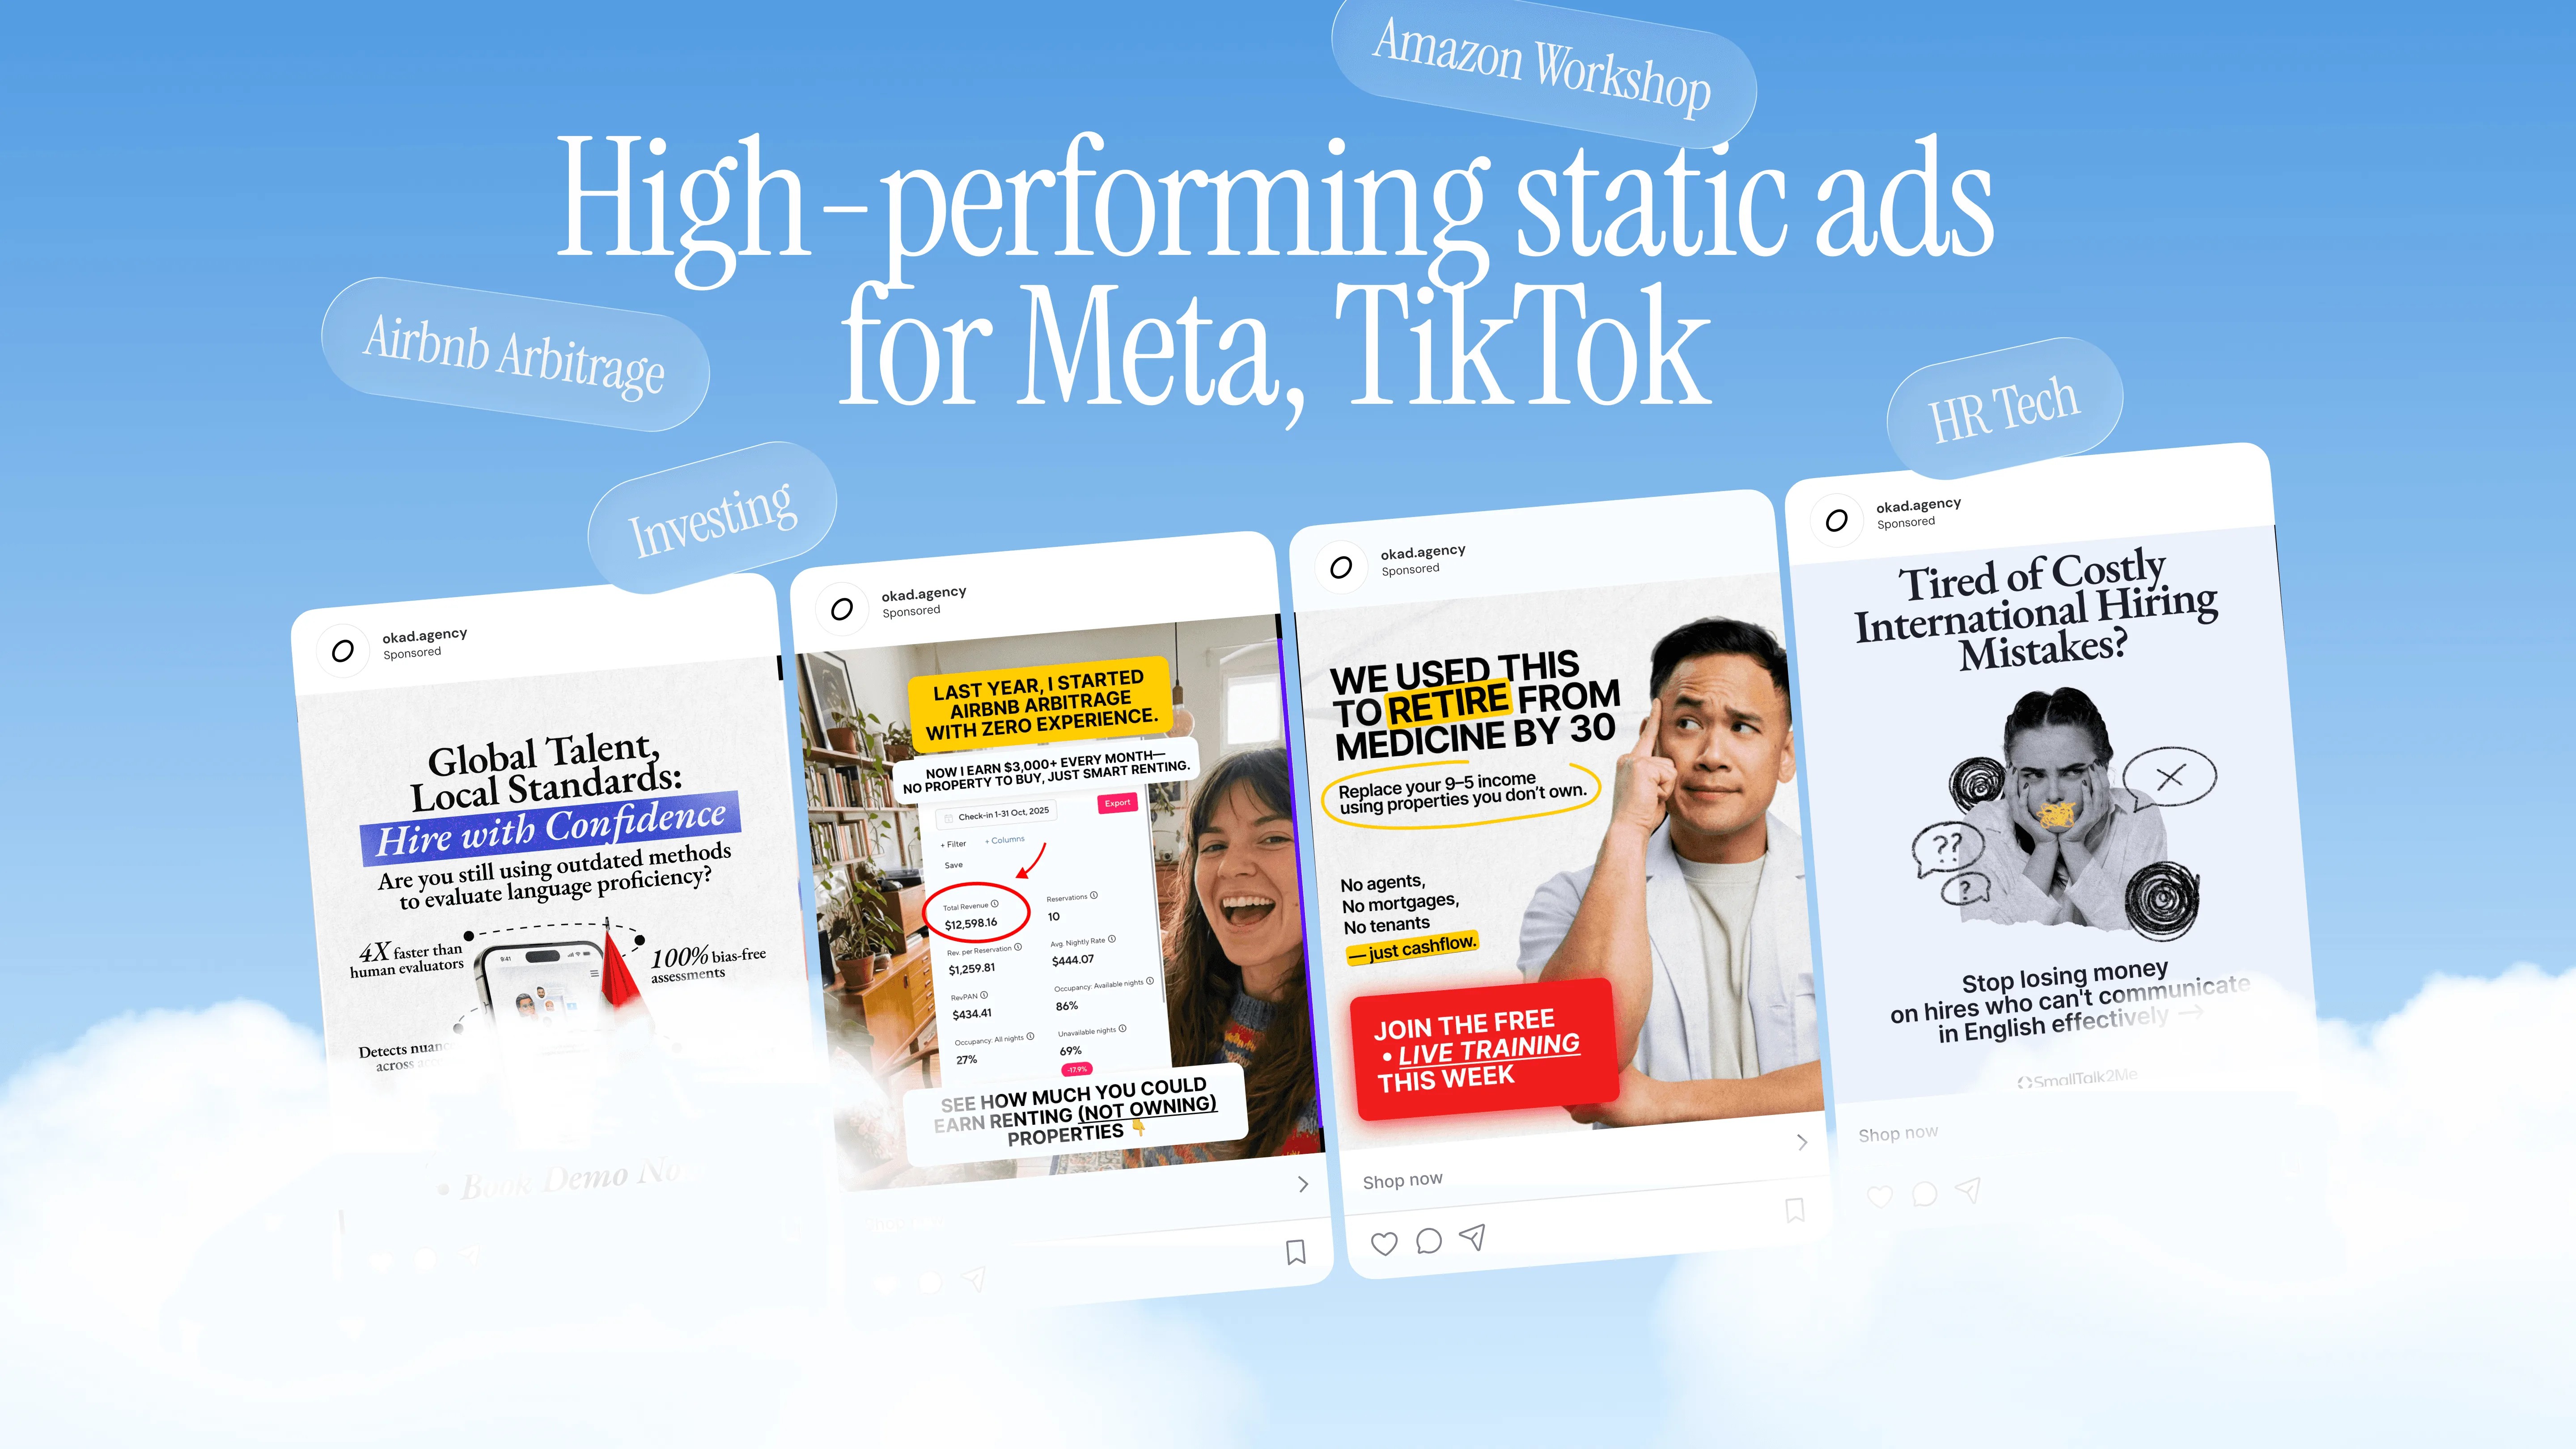 Amazon Workshop
High-performing static ads
for Meta, TikTok
Airbnb Arbitrage
HR Tech
Investing
okad.agency
Sponsored
Global Talent,
Local Standards:
Hire with Confidence
Are you still using outdated methods
to evaluate language proficiency?
4X faster than
human evaluators
100% bias-free
assessments
9:41
Detects
across
Book Demo
okad.agency
Sponsored
LAST YEAR, I STARTED
AIRBNB ARBITRAGE
WITH ZERO EXPERIENCE.
NOW I EARN $3,000+ EVERY MONTH—
NO PROPERTY TO BUY, JUST SMART RENTING.
Check-in 1-31 Oct, 2025
Export
+ Filter
+ Columns
Save
Total Revenue
$12,598.16
Reservations
10
Rev. per Reservation
$1,259.81
Avg. Nightly Rate
$444.07
RevPAN
$434.41
Occupancy: Available nights
86%
Occupancy: All nights
27%
Unavailable nights
69%
-17.9%
SEE HOW MUCH YOU COULD
EARN RENTING (NOT OWNING)
PROPERTIES 👇
okad.agency
Sponsored
WE USED THIS
TO RETIRE FROM
MEDICINE BY 30
Replace your 9–5 income
using properties you don't own.
No agents,
No mortgages,
No tenants
— just cashflow.
JOIN THE FREE
• LIVE TRAINING
THIS WEEK
Shop now
okad.agency
Sponsored
Tired of Costly
International Hiring
Mistakes?
??
?
Stop losing money
on hires who can't communicate
in English effectively →
SmallTalk2Me
Shop now